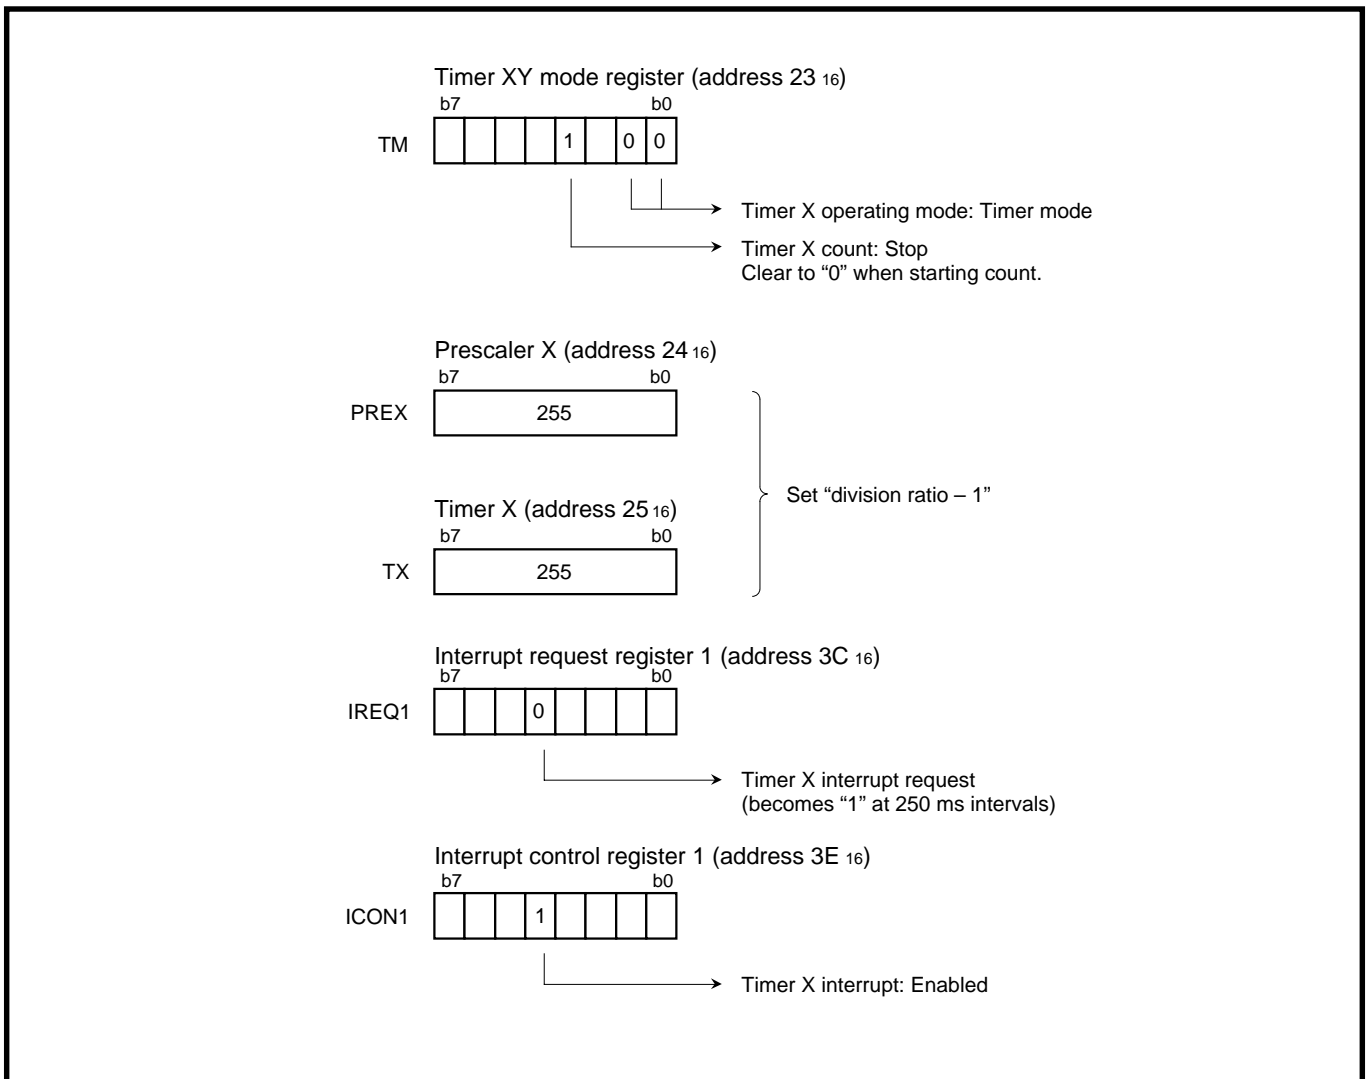 Timer XY mode register (address 23 16)
b7 b0
TM 1 0 0
Timer X operating mode: Timer mode
Timer X count: Stop
Clear to “0” when starting count.
Prescaler X (address 24 16)
b7 b0
PREX 255
Set “division ratio – 1”
Timer X (address 25 16)
b7 b0
TX 255
Interrupt request register 1 (address 3C 16)
b7 b0
IREQ1 0
Timer X interrupt request
(becomes “1” at 250 ms intervals)
Interrupt control register 1 (address 3E 16)
b7 b0
ICON1 1
Timer X interrupt: Enabled